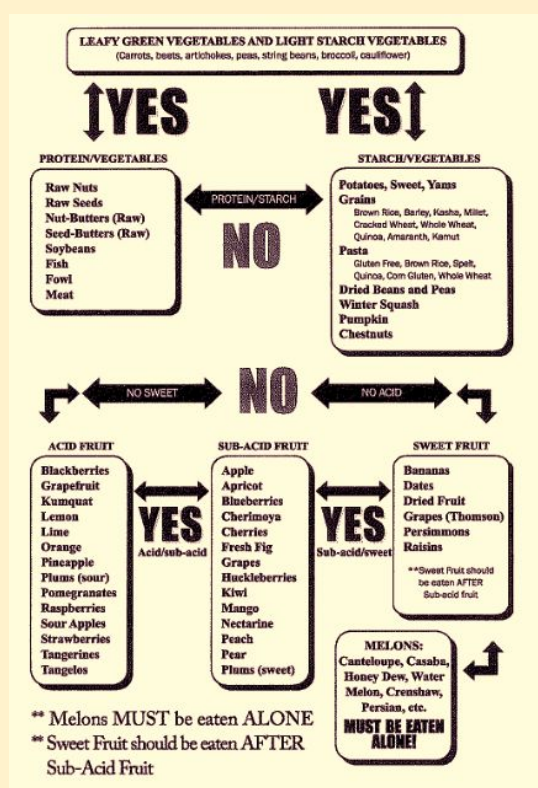 LEAFY GREEN VEGETABLES AND LIGHT STARCH VEGETABLES
(Carrots, beets, artichokes, peas, string beans, broccoli, cauliflower)
YES
YES
PROTEIN/VEGETABLES
Raw Nuts
Raw Seeds
Nut-Butters (Raw)
Seed-Butters (Raw)
Soybeans
Fish
Fowl
Meat
PROTEIN/STARCH
NO
STARCH/VEGETABLES
Potatoes, Sweet, Yams
Grains
Brown Rice, Barley, Kasha, Millet,
Cracked Wheat, Whole Wheat,
Quinoa, Amaranth, Kamut
Pasta
Gluten Free, Brown Rice, Spelt,
Quinoa, Corn Gluten, Whole Wheat
Dried Beans and Peas
Winter Squash
Pumpkin
Chestnuts
NO SWEET
NO
NO ACID
ACID FRUIT
Blackberries
Grapefruit
Kumquat
Lemon
Lime
Orange
Pineapple
Plums (sour)
Pomegranates
Raspberries
Sour Apples
Strawberries
Tangerines
Tangelos
YES
Acid/sub-acid
SUB-ACID FRUIT
Apple
Apricot
Blueberries
Cherimoya
Cherries
Fresh Fig
Grapes
Huckleberries
Kiwi
Mango
Nectarine
Peach
Pear
Plums (sweet)
YES
Sub-acid/sweet
SWEET FRUIT
Bananas
Dates
Dried Fruit
Grapes (Thomson)
Persimmons
Raisins
**Sweet Fruit should
be eaten AFTER
Sub-acid fruit
MELONS:
Canteloupe, Casaba,
Honey Dew, Water
Melon, Crenshaw,
Persian, etc.
MUST BE EATEN
ALONE!
** Melons MUST be eaten ALONE
** Sweet Fruit should be eaten AFTER
Sub-Acid Fruit